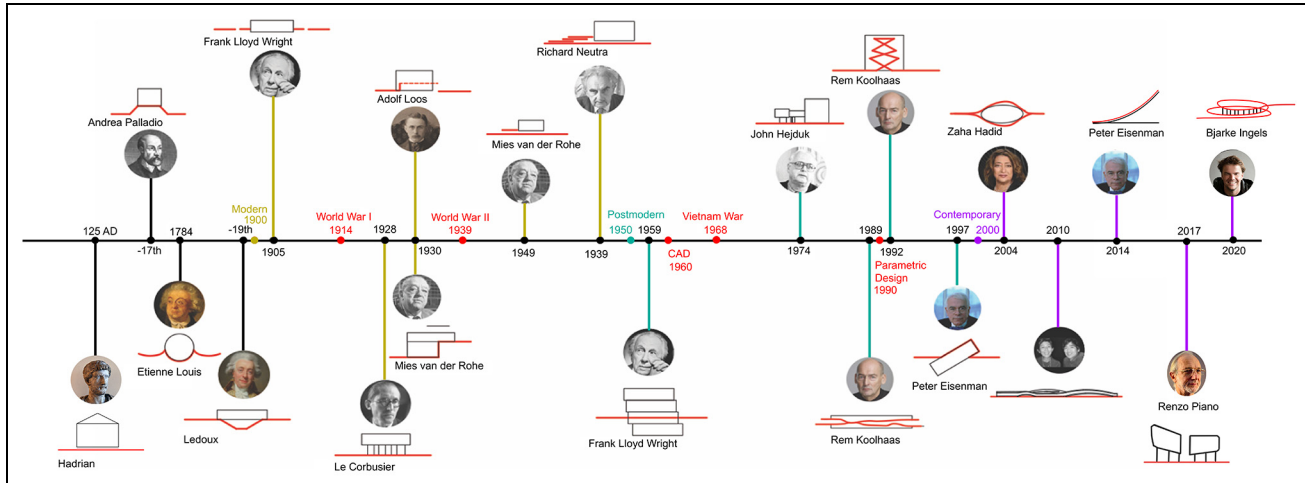 Frank Lloyd Wright
Richard Neutra
Rem Koolhaas
Adolf Loos
Andrea Palladio
Mies van der Rohe
John Hejduk
Zaha Hadid
Peter Eisenman
Bjarke Ingels
Modern
1900
World War I
1914
World War II
1939
Postmodern
1950
Vietnam War
1968
Contemporary
2000
125 AD
1784
-19th
1928
1959
1989
1997
2010
2017
-17th
1905
1930
1949
1939
CAD
1960
1974
1992
2004
2014
2020
Parametric
Design
1990
Etienne Louis
Mies van der Rohe
Peter Eisenman
Renzo Piano
Ledoux
Frank Lloyd Wright
Rem Koolhaas
Hadrian
Le Corbusier